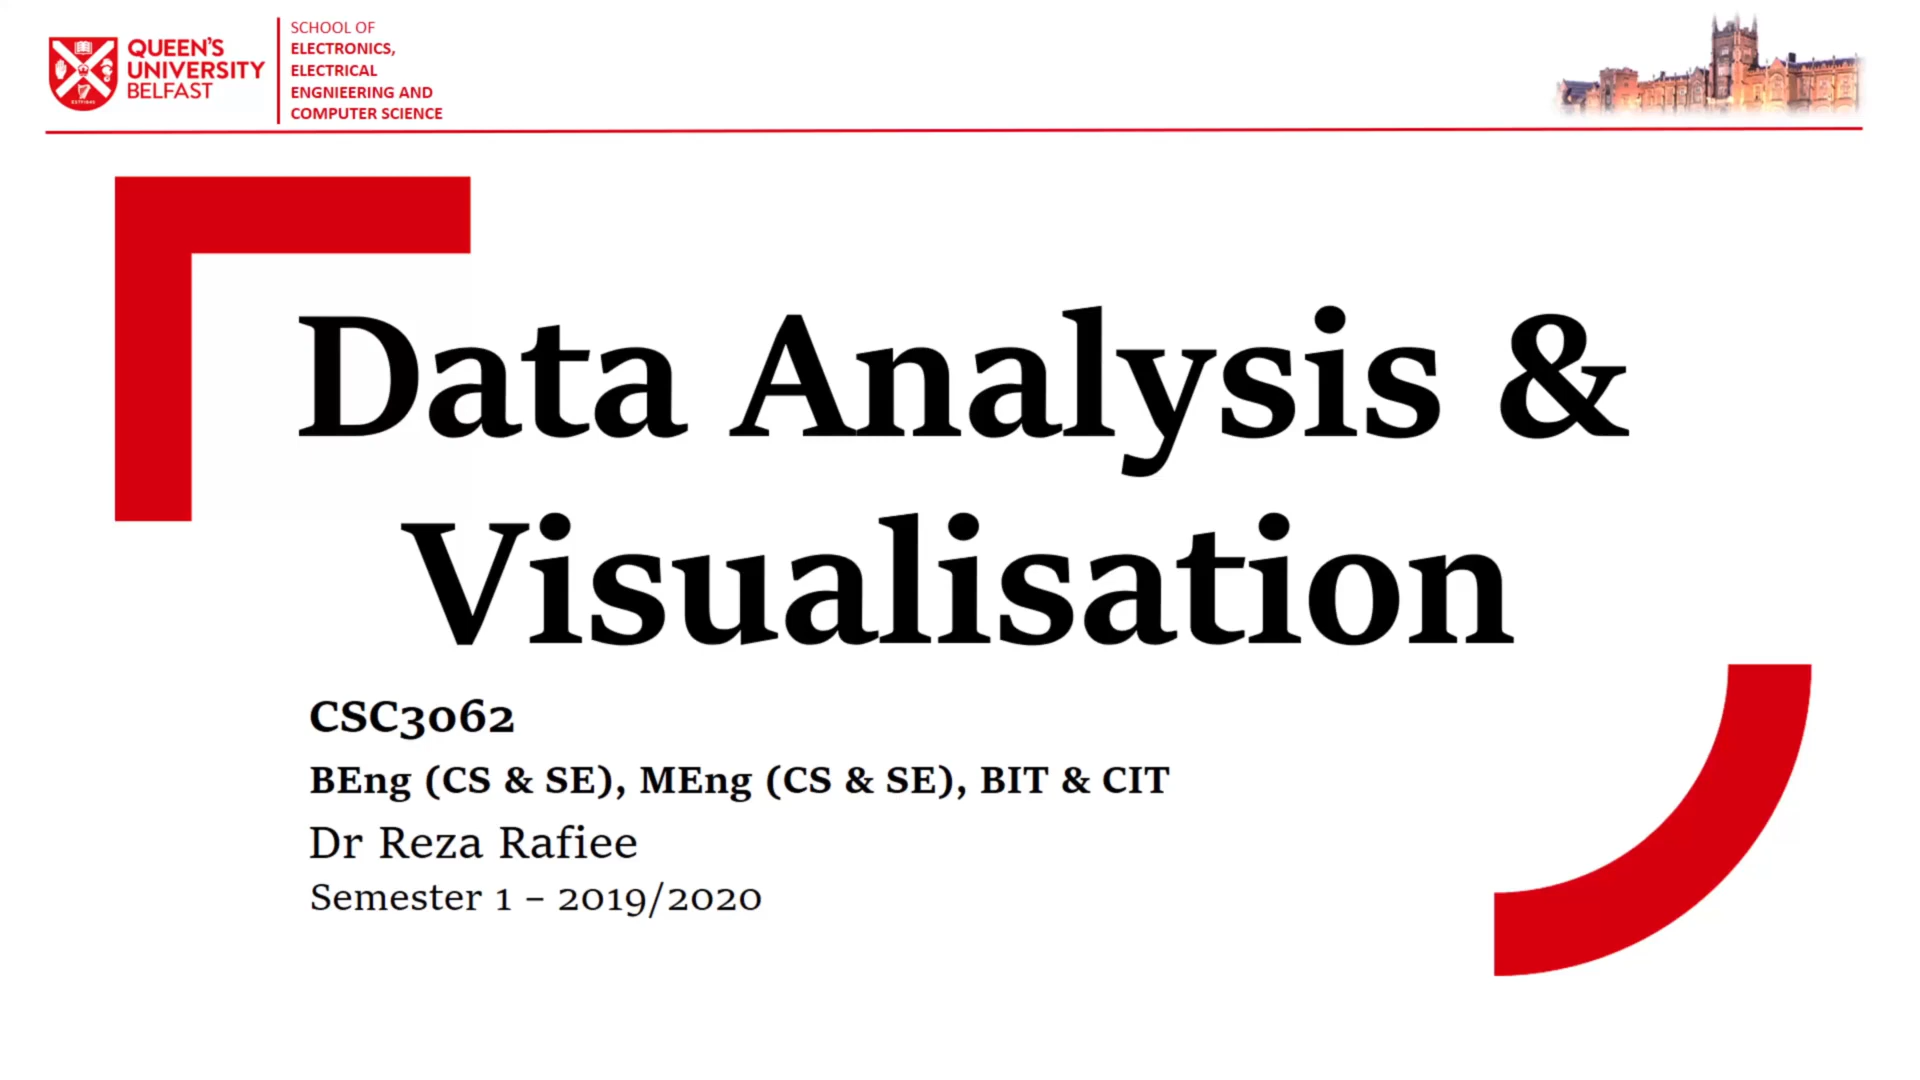 QUEEN'S
UNIVERSITY
BELFAST
SCHOOL OF
ELECTRONICS,
ELECTRICAL
ENGNIEERING AND
COMPUTER SCIENCE
Data Analysis &
Visualisation
CSC3062
BEng (CS & SE), MEng (CS & SE), BIT & CIT
Dr Reza Rafiee
Semester 1 – 2019/2020